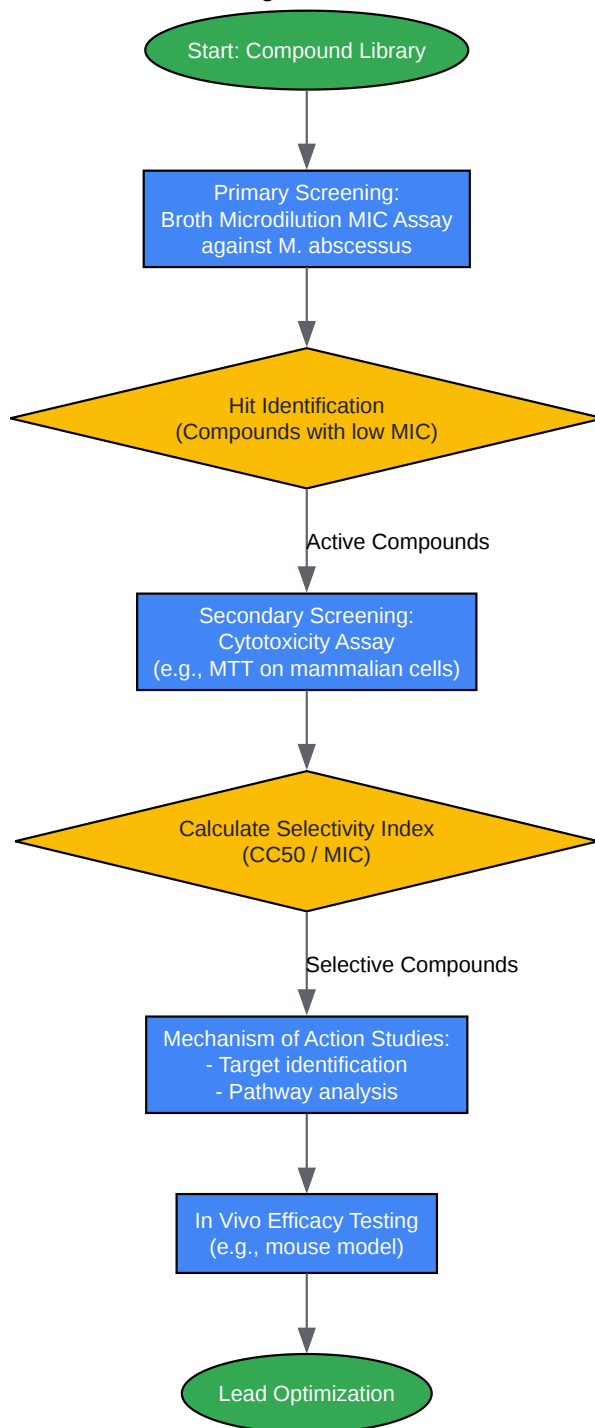 Start: Compound Library
Primary Screening:
Broth Microdilution MIC Assay
against M. abscessus
Hit Identification
(Compounds with low MIC)
Active Compounds
Secondary Screening:
Cytotoxicity Assay
(e.g., MTT on mammalian cells)
Calculate Selectivity Index
(CC50 / MIC)
Selective Compounds
Mechanism of Action Studies:
- Target identification
- Pathway analysis
In Vivo Efficacy Testing
(e.g., mouse model)
Lead Optimization